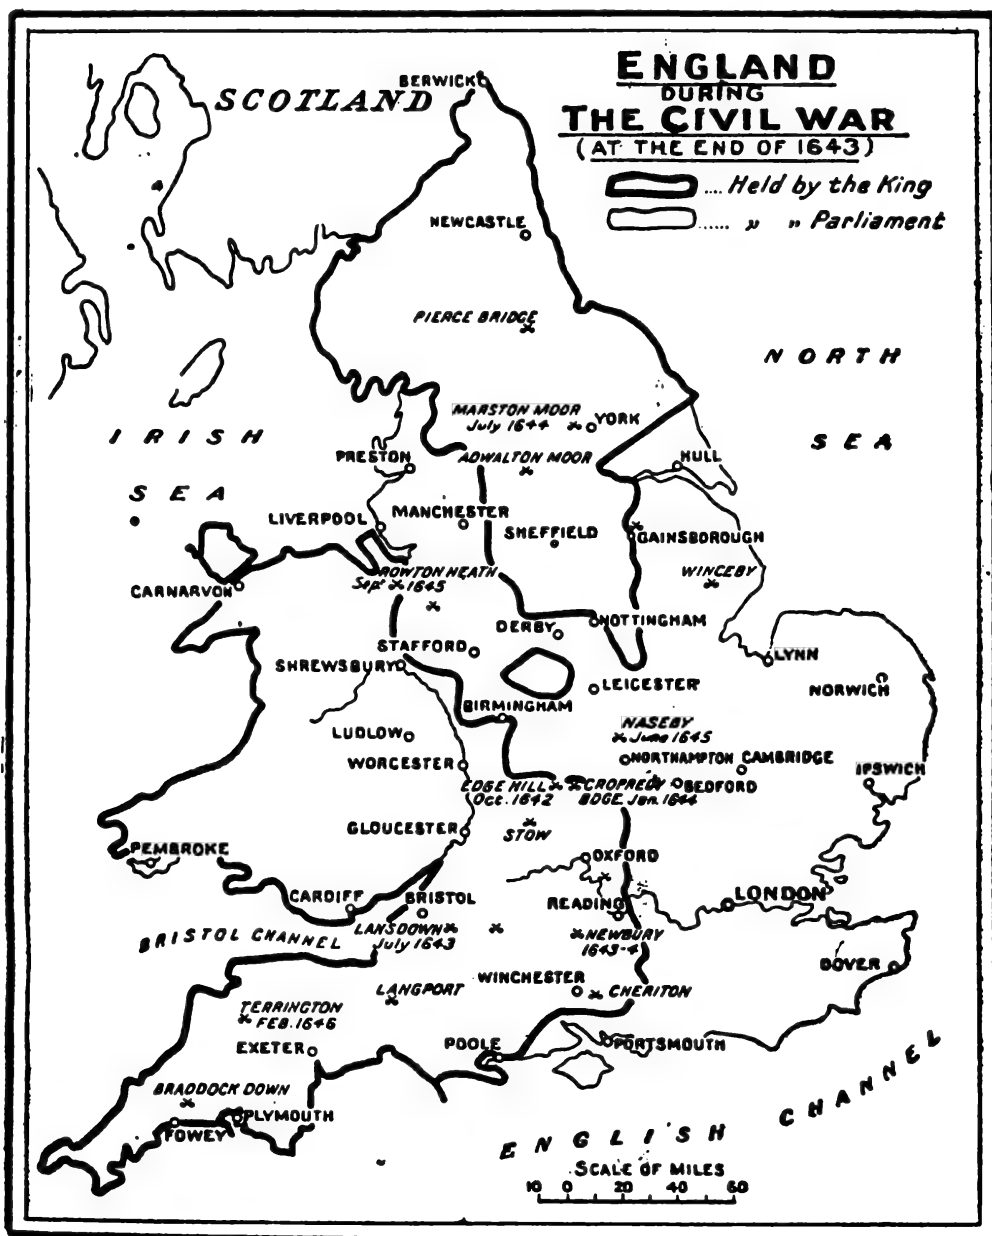 ENGLAND
DURING
THE CIVIL WAR
(AT THE END OF 1643)
.... Held by the King
...... „ „ Parliament
BERWICK
SCOTLAND
NEWCASTLE
PIERCE BRIDGE
NORTH
SEA
MARSTON MOOR
July 1644
YORK
IRISH
SEA
PRESTON
ADWALTON MOOR
HULL
LIVERPOOL
MANCHESTER
SHEFFIELD
GAINSBOROUGH
ROWTON HEATH
Sept 1645
WINCEBY
CARNARVON
DERBY
NOTTINGHAM
STAFFORD
SHREWSBURY
LYNN
LEICESTER
NORWICH
BIRMINGHAM
NASEBY
June 1645
LUDLOW
WORCESTER
NORTHAMPTON
CAMBRIDGE
IPSWICH
EDGE HILL
Oct. 1642
CROPREDY
BDGE. Jan. 1644
BEDFORD
GLOUCESTER
STOW
PEMBROKE
OXFORD
CARDIFF
BRISTOL
READING
LONDON
BRISTOL CHANNEL
LANSDOWN
July 1643
NEWBURY
1643-4
DOVER
LANGPORT
WINCHESTER
CHERITON
TERRINGTON
FEB. 1646
EXETER
POOLE
PORTSMOUTH
BRADDOCK DOWN
PLYMOUTH
FOWEY
ENGLISH CHANNEL
SCALE OF MILES
10 0 20 40 60